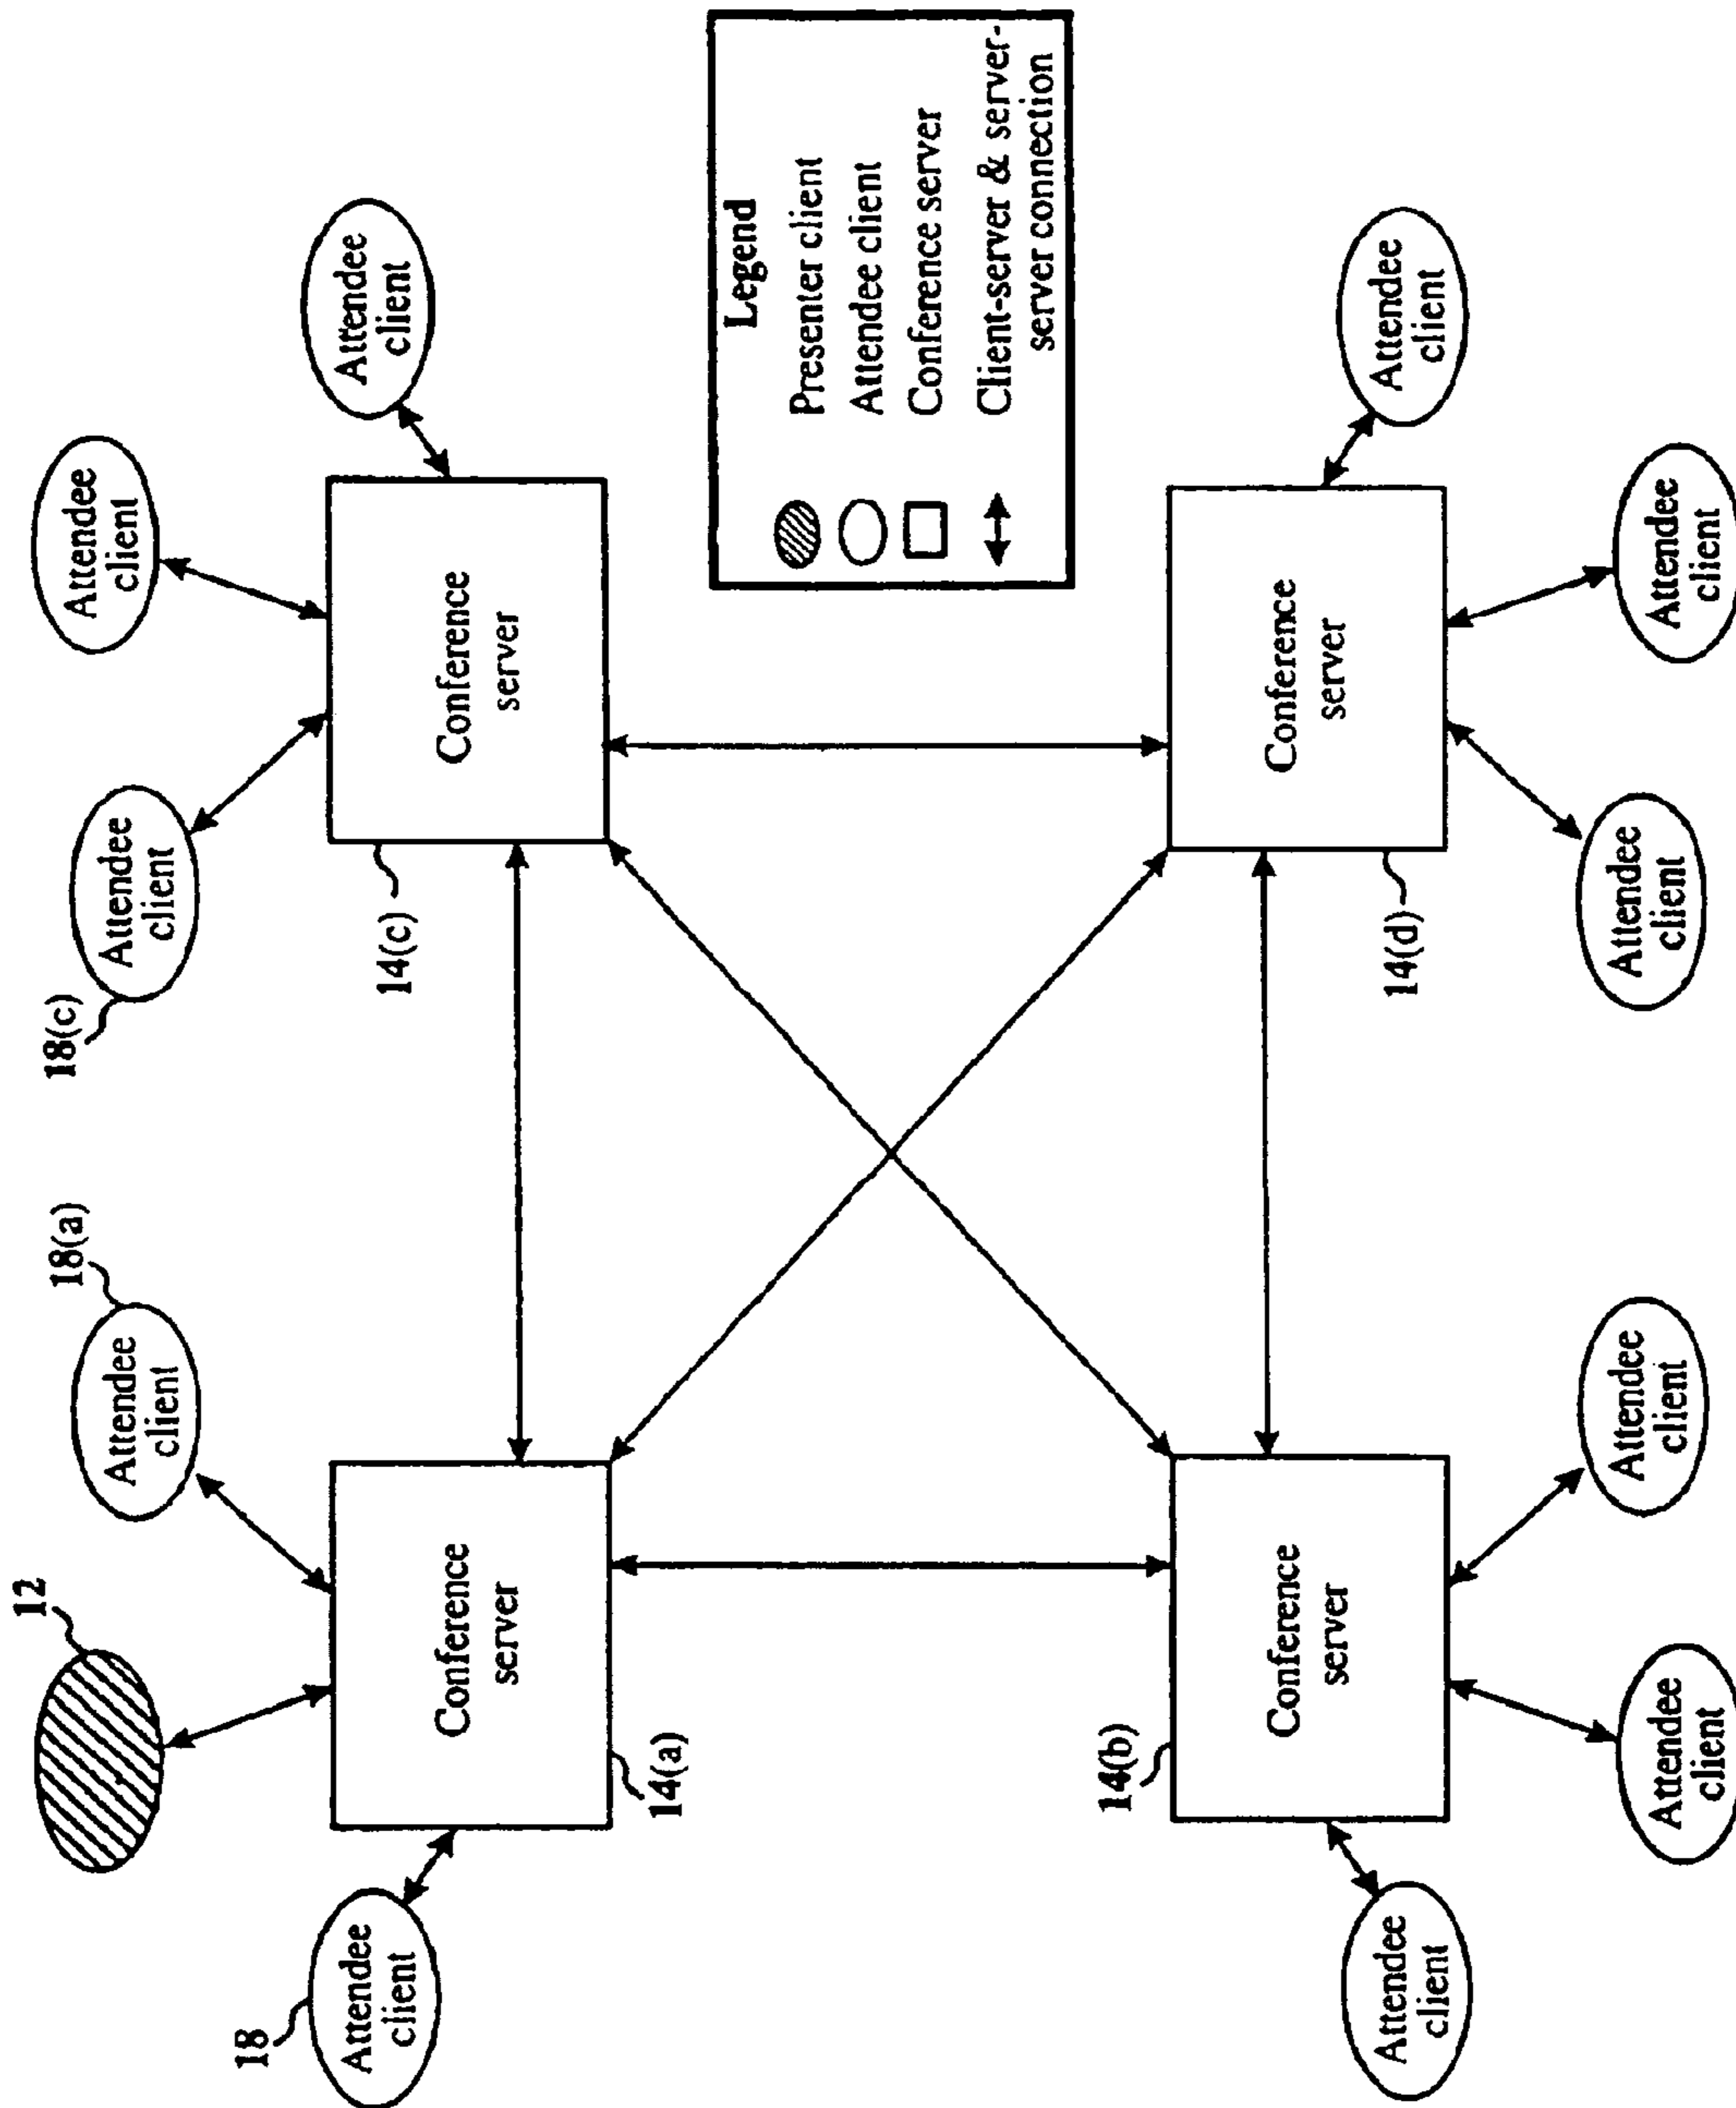 12
18(a)
18(c)
Attendee
client
Attendee
client
Attendee
client
18
Attendee
client
Attendee
client
Conference
server
Conference
server
14(a)
14(c)
Legend
Presenter client
Attendee client
Conference server
Client-server & server-
server connection
14(b)
14(d)
Conference
server
Conference
server
Attendee
client
Attendee
client
Attendee
client
Attendee
client
Attendee
client
Attendee
client